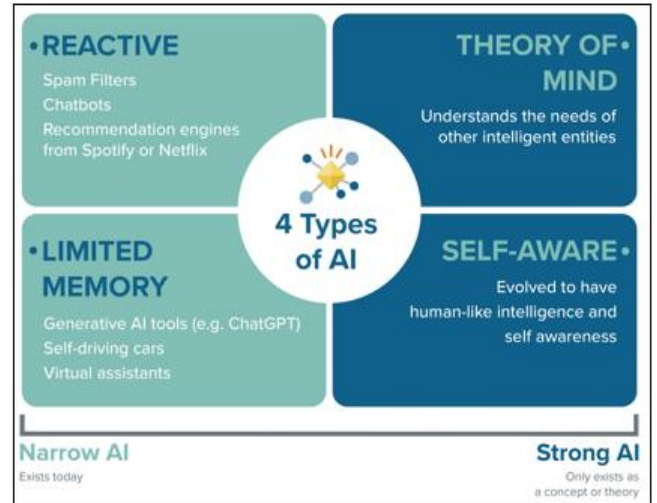 •REACTIVE
Spam Filters
Chatbots
Recommendation engines
from Spotify or Netflix
THEORY OF•
MIND
Understands the needs of
other intelligent entities
4 Types
of AI
•LIMITED
MEMORY
Generative AI tools (e.g. ChatGPT)
Self-driving cars
Virtual assistants
SELF-AWARE•
Evolved to have
human-like intelligence and
self awareness
Narrow AI
Exists today
Strong AI
Only exists as
a concept or theory